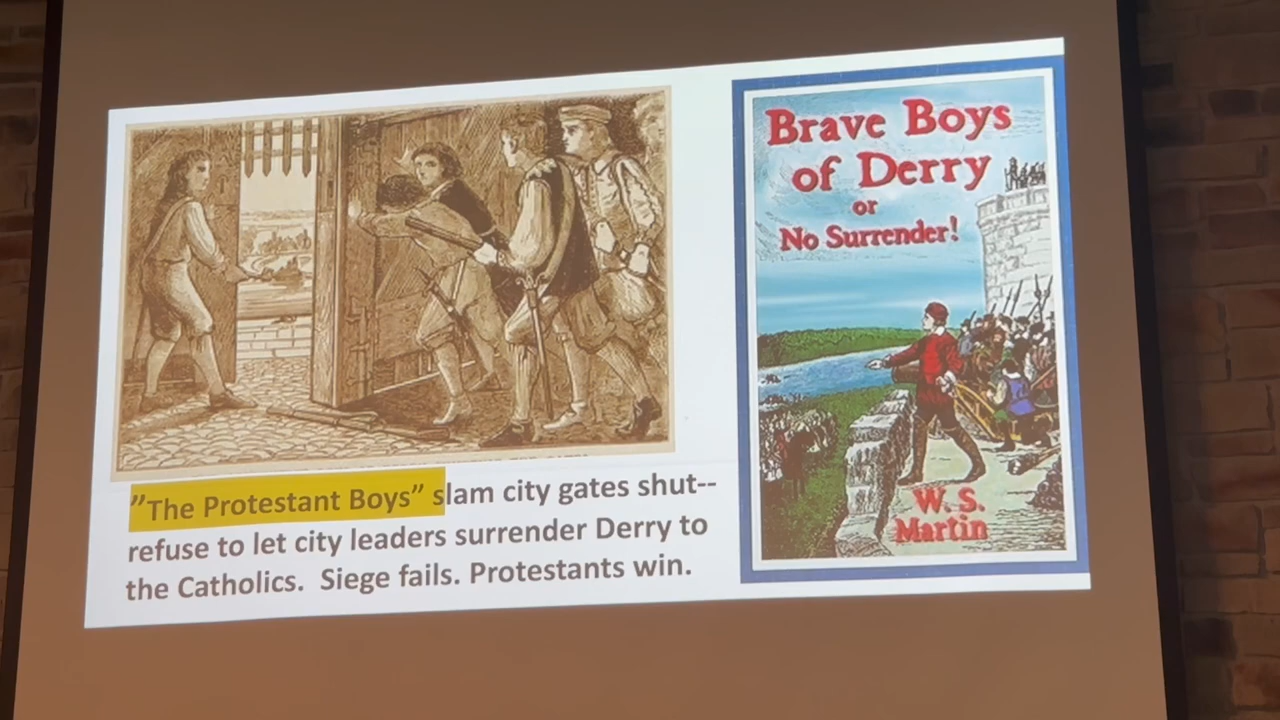 ”The Protestant Boys” slam city gates shut--
refuse to let city leaders surrender Derry to
the Catholics. Siege fails. Protestants win.
Brave Boys
of Derry
or
No Surrender!
W. S.
Martin